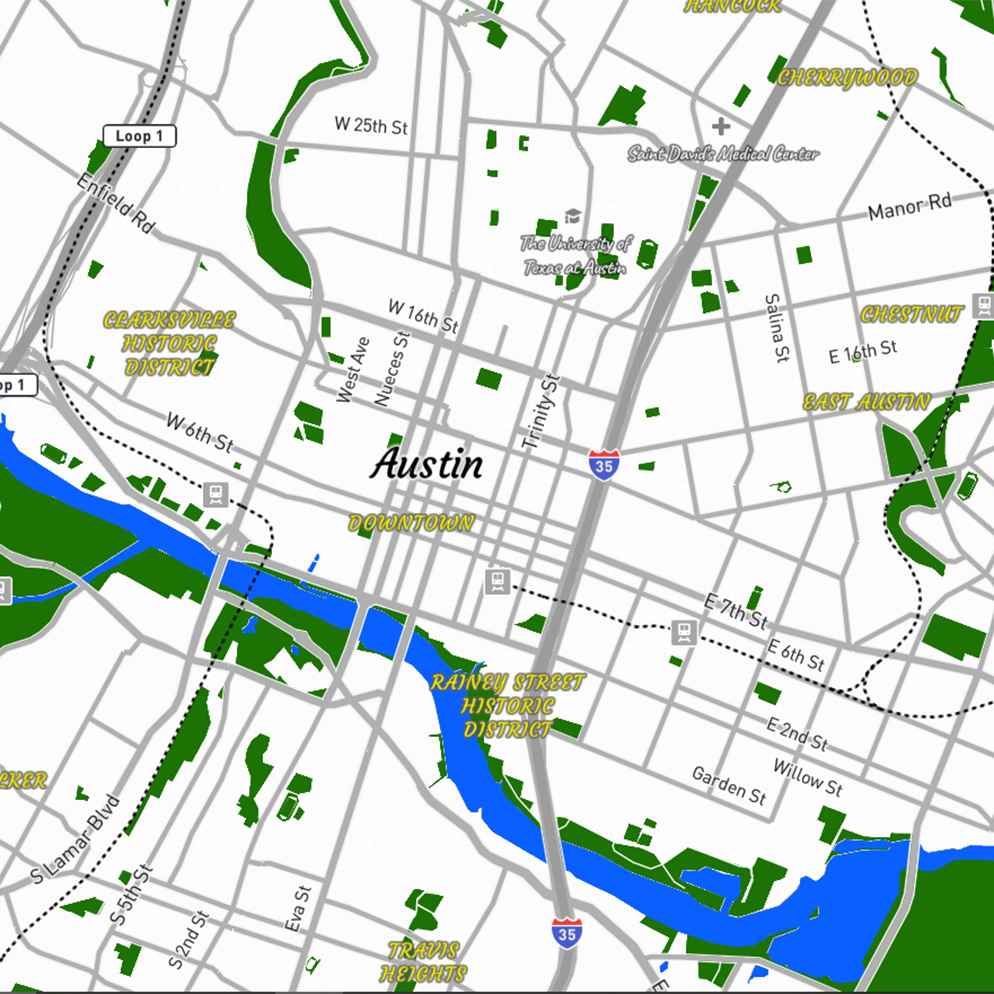 HANCOCK
CHERRYWOOD
W 25th St
Loop 1
Saint David's Medical Center
Enfield Rd
Manor Rd
The University of
Texas at Austin
CLARKSVILLE
HISTORIC
DISTRICT
W 16th St
Salina St
CHESTNUT
E 16th St
West Ave
Nueces St
op 1
Trinity St
EAST AUSTIN
W 6th St
Austin
35
DOWNTOWN
E 7th St
E 6th St
RAINEY STREET
HISTORIC
DISTRICT
E 2nd St
Willow St
Garden St
LKER
S Lamar Blvd
S 5th St
S 2nd St
Eva St
35
TRAVIS
HEIGHTS
E